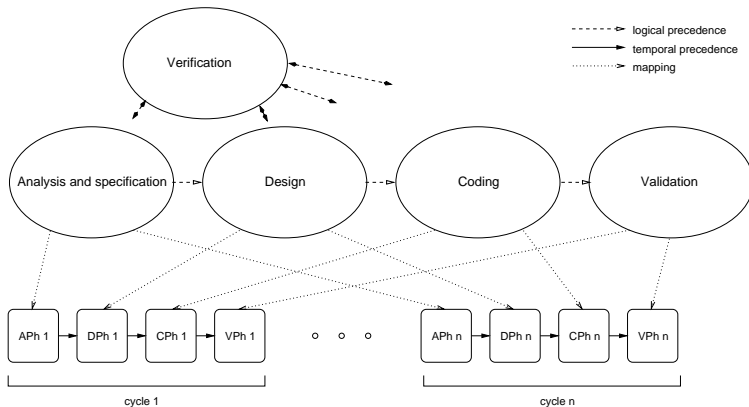 logical precedence
temporal precedence
mapping
Verification
Analysis and specification
Design
Coding
Validation
APh 1
DPh 1
CPh 1
VPh 1
APh n
DPh n
CPh n
VPh n
cycle 1
cycle n